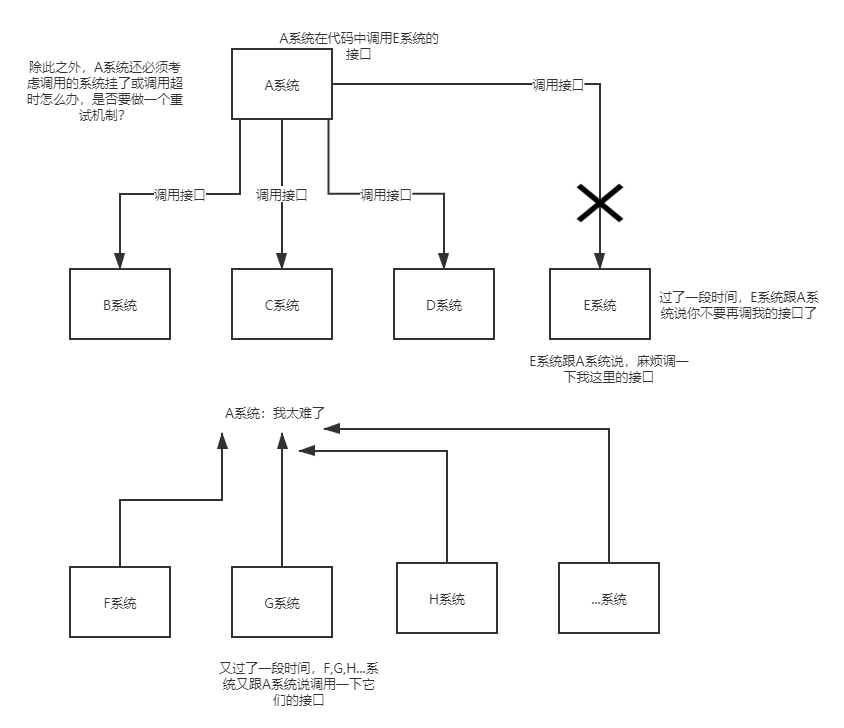 A系统在代码中调用E系统的
接口
除此之外，A系统还必须考
虑调用的系统挂了或调用超
时怎么办，是否要做一个重
试机制？
A系统
调用接口
调用接口
调用接口
调用接口
B系统
C系统
D系统
E系统
过了一段时间，E系统跟A系
统说你不要再调我的接口了
E系统跟A系统说，麻烦调一
下我这里的接口
A系统：我太难了
F系统
G系统
H系统
...系统
又过了一段时间，F,G,H...系
统又跟A系统说调用一下它
们的接口